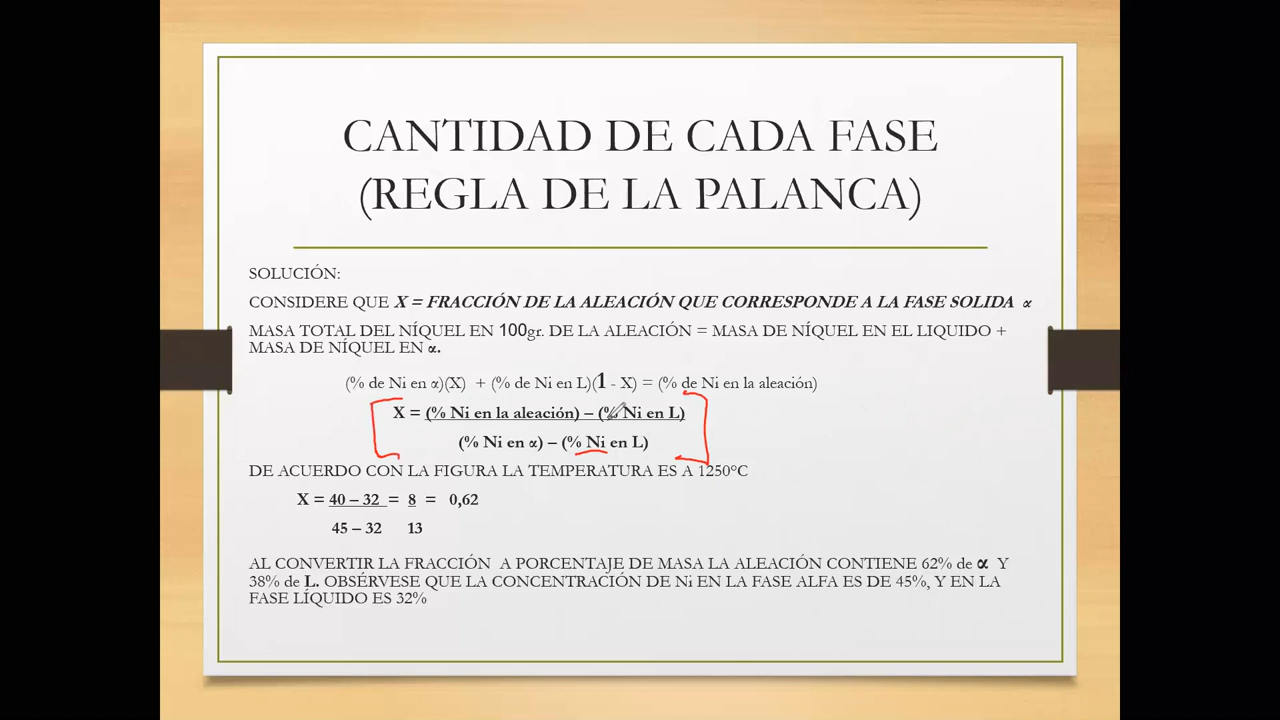 CANTIDAD DE CADA FASE
(REGLA DE LA PALANCA)
SOLUCIÓN:
CONSIDERE QUE X = FRACCIÓN DE LA ALEACIÓN QUE CORRESPONDE A LA FASE SOLIDA α
MASA TOTAL DEL NÍQUEL EN 100gr. DE LA ALEACIÓN = MASA DE NÍQUEL EN EL LIQUIDO +
MASA DE NÍQUEL EN α.
(% de Ni en α)(X) + (% de Ni en L)(1 - X) = (% de Ni en la aleación)
X = (% Ni en la aleación) – (% Ni en L)
(% Ni en α) – (% Ni en L)
DE ACUERDO CON LA FIGURA LA TEMPERATURA ES A 1250°C
X = 40 – 32 = 8 = 0,62
45 – 32 13
AL CONVERTIR LA FRACCIÓN A PORCENTAJE DE MASA LA ALEACIÓN CONTIENE 62% de α Y
38% de L. OBSÉRVESE QUE LA CONCENTRACIÓN DE Ni EN LA FASE ALFA ES DE 45%, Y EN LA
FASE LÍQUIDO ES 32%